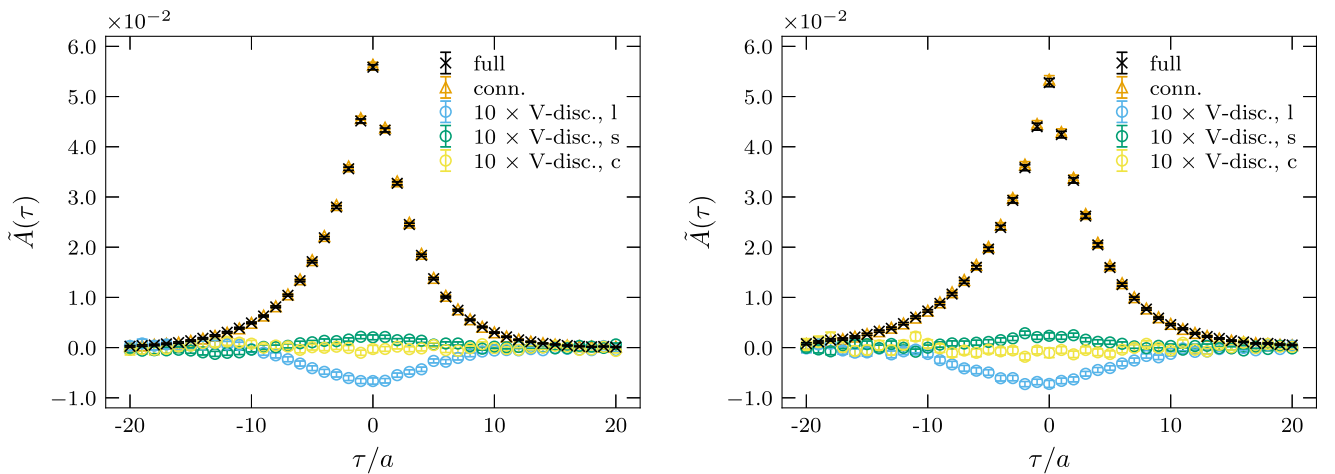 ×10⁻²
6.0
5.0
4.0
3.0
2.0
1.0
0.0
−1.0
Ã(τ)
full
conn.
10 × V-disc., l
10 × V-disc., s
10 × V-disc., c
-20
-10
0
10
20
τ/a
×10⁻²
6.0
5.0
4.0
3.0
2.0
1.0
0.0
−1.0
Ã(τ)
full
conn.
10 × V-disc., l
10 × V-disc., s
10 × V-disc., c
-20
-10
0
10
20
τ/a